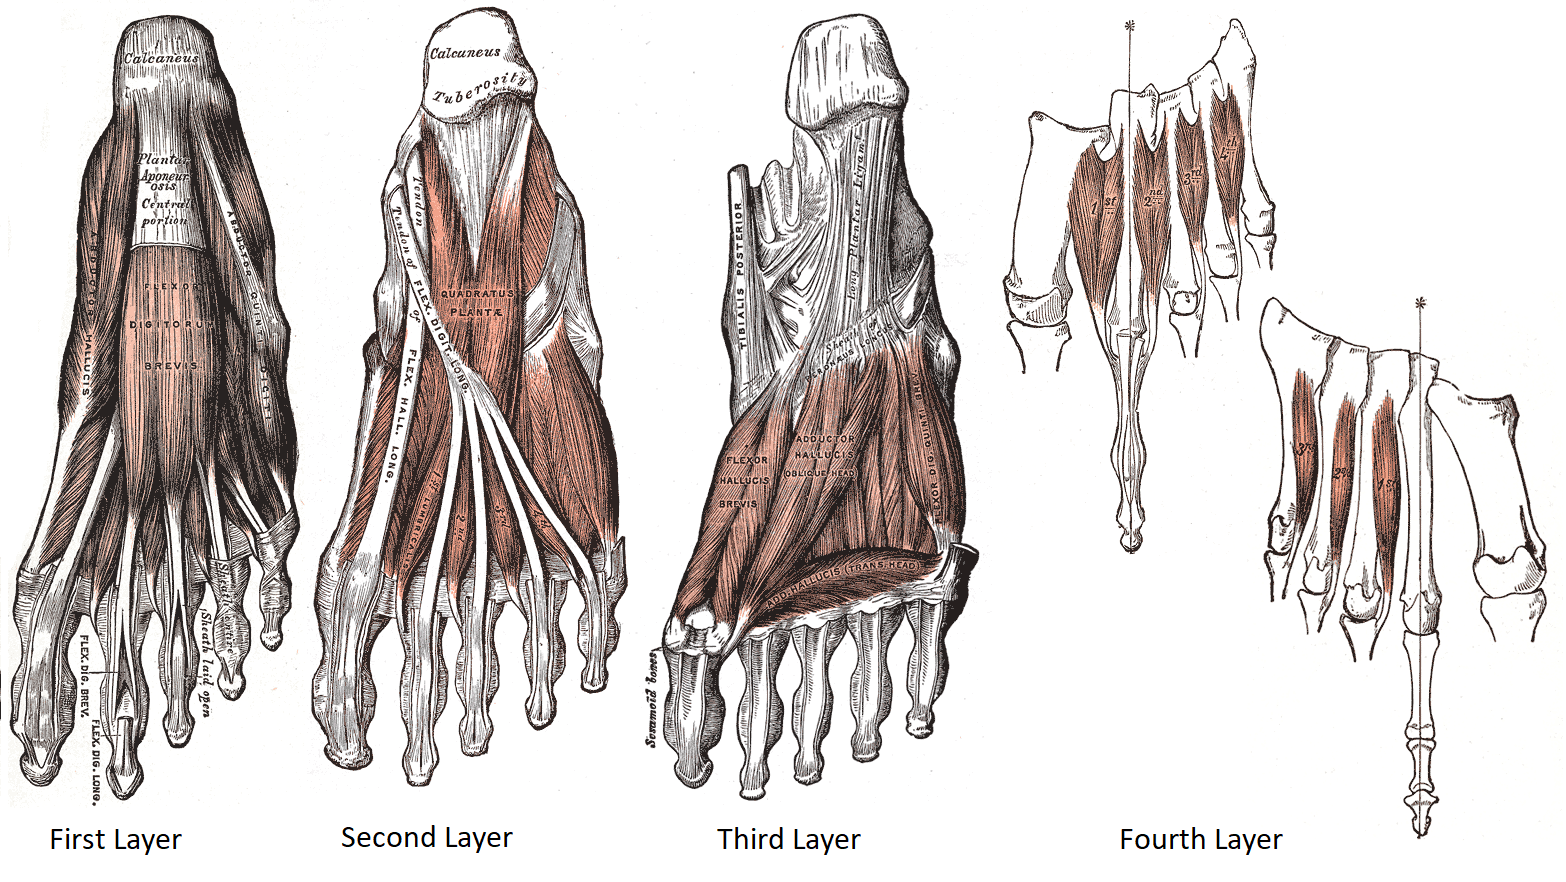 Calcaneus
Plantar
Aponeur-
osis
Central
portion
ABDUCTOR HALLUCIS
ABDUCTOR QUINTI DIGITI
FLEXOR
DIGITORUM
BREVIS
FLEX. DIG. BREV.
FLEX. DIG. LONG.
Sheath entire
Sheath laid open
First Layer
Calcaneus
Tuberosity
Tendon of FLEX. HALL. LONG.
Tendon of FLEX. DIGIT. LONG.
QUADRATUS
PLANTÆ
1ST LUMBRICALIS
2nd
3rd
4th
Second Layer
TIBIALIS POSTERIOR
Long Plantar Ligament
Sheath of
PERONÆUS LONGUS
FLEXOR
HALLUCIS
BREVIS
ADDUCTOR
HALLUCIS
OBLIQUE HEAD
FLEXOR DIG. QUINTI BREV.
ADD. HALLUCIS (TRANS. HEAD)
Sesamoid bones
Third Layer
1st
2nd
3rd
4th
3rd
2nd
1st
Fourth Layer